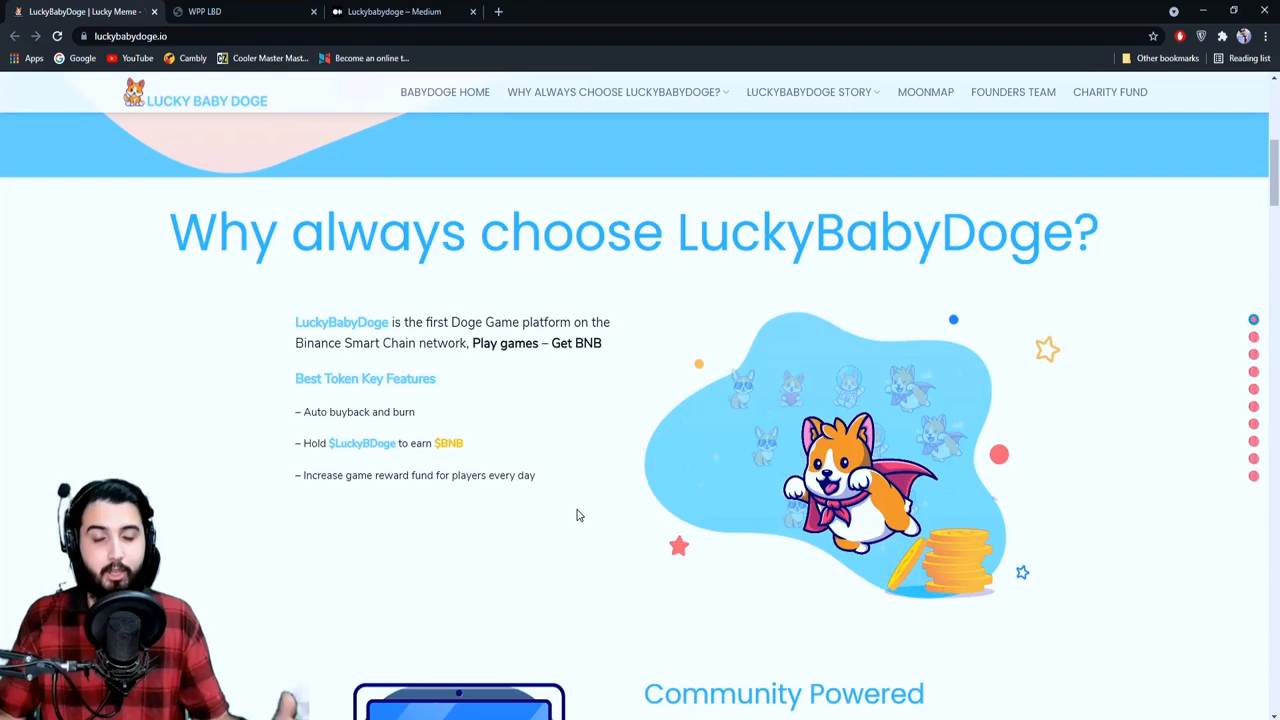 LuckyBabyDoge | Lucky Meme -
WPP LBD
Luckybabydoge – Medium
luckybabydoge.io
Apps
Google
YouTube
Cambly
Cooler Master Mast...
Become an online t...
Other bookmarks
Reading list
LUCKY BABY DOGE
BABYDOGE HOME
WHY ALWAYS CHOOSE LUCKYBABYDOGE?
LUCKYBABYDOGE STORY
MOONMAP
FOUNDERS TEAM
CHARITY FUND
Why always choose LuckyBabyDoge?
LuckyBabyDoge is the first Doge Game platform on the
Binance Smart Chain network, Play games – Get BNB
Best Token Key Features
– Auto buyback and burn
– Hold $LuckyBDoge to earn $BNB
– Increase game reward fund for players every day
Community Powered